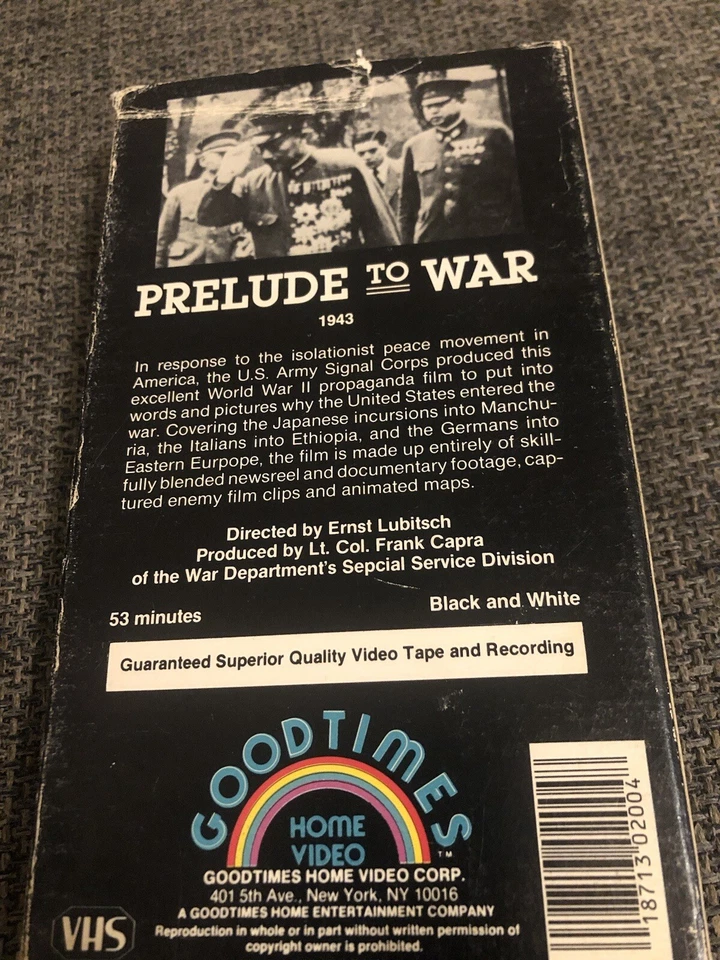 PRELUDE TO WAR
1943
In response to the isolationist peace movement in
America, the U.S. Army Signal Corps produced this
excellent World War II propaganda film to put into
words and pictures why the United States entered the
war. Covering the Japanese incursions into Manchu-
ria, the Italians into Ethiopia, and the Germans into
Eastern Eurpope, the film is made up entirely of skill-
fully blended newsreel and documentary footage, cap-
tured enemy film clips and animated maps.
Directed by Ernst Lubitsch
Produced by Lt. Col. Frank Capra
of the War Department's Sepcial Service Division
53 minutes
Black and White
Guaranteed Superior Quality Video Tape and Recording
GOODTIMES
HOME
VIDEO
TM
GOODTIMES HOME VIDEO CORP.
401 5th Ave., New York, NY 10016
A GOODTIMES HOME ENTERTAINMENT COMPANY
Reproduction in whole or in part without written permission of
copyright owner is prohibited.
VHS
18713 02004